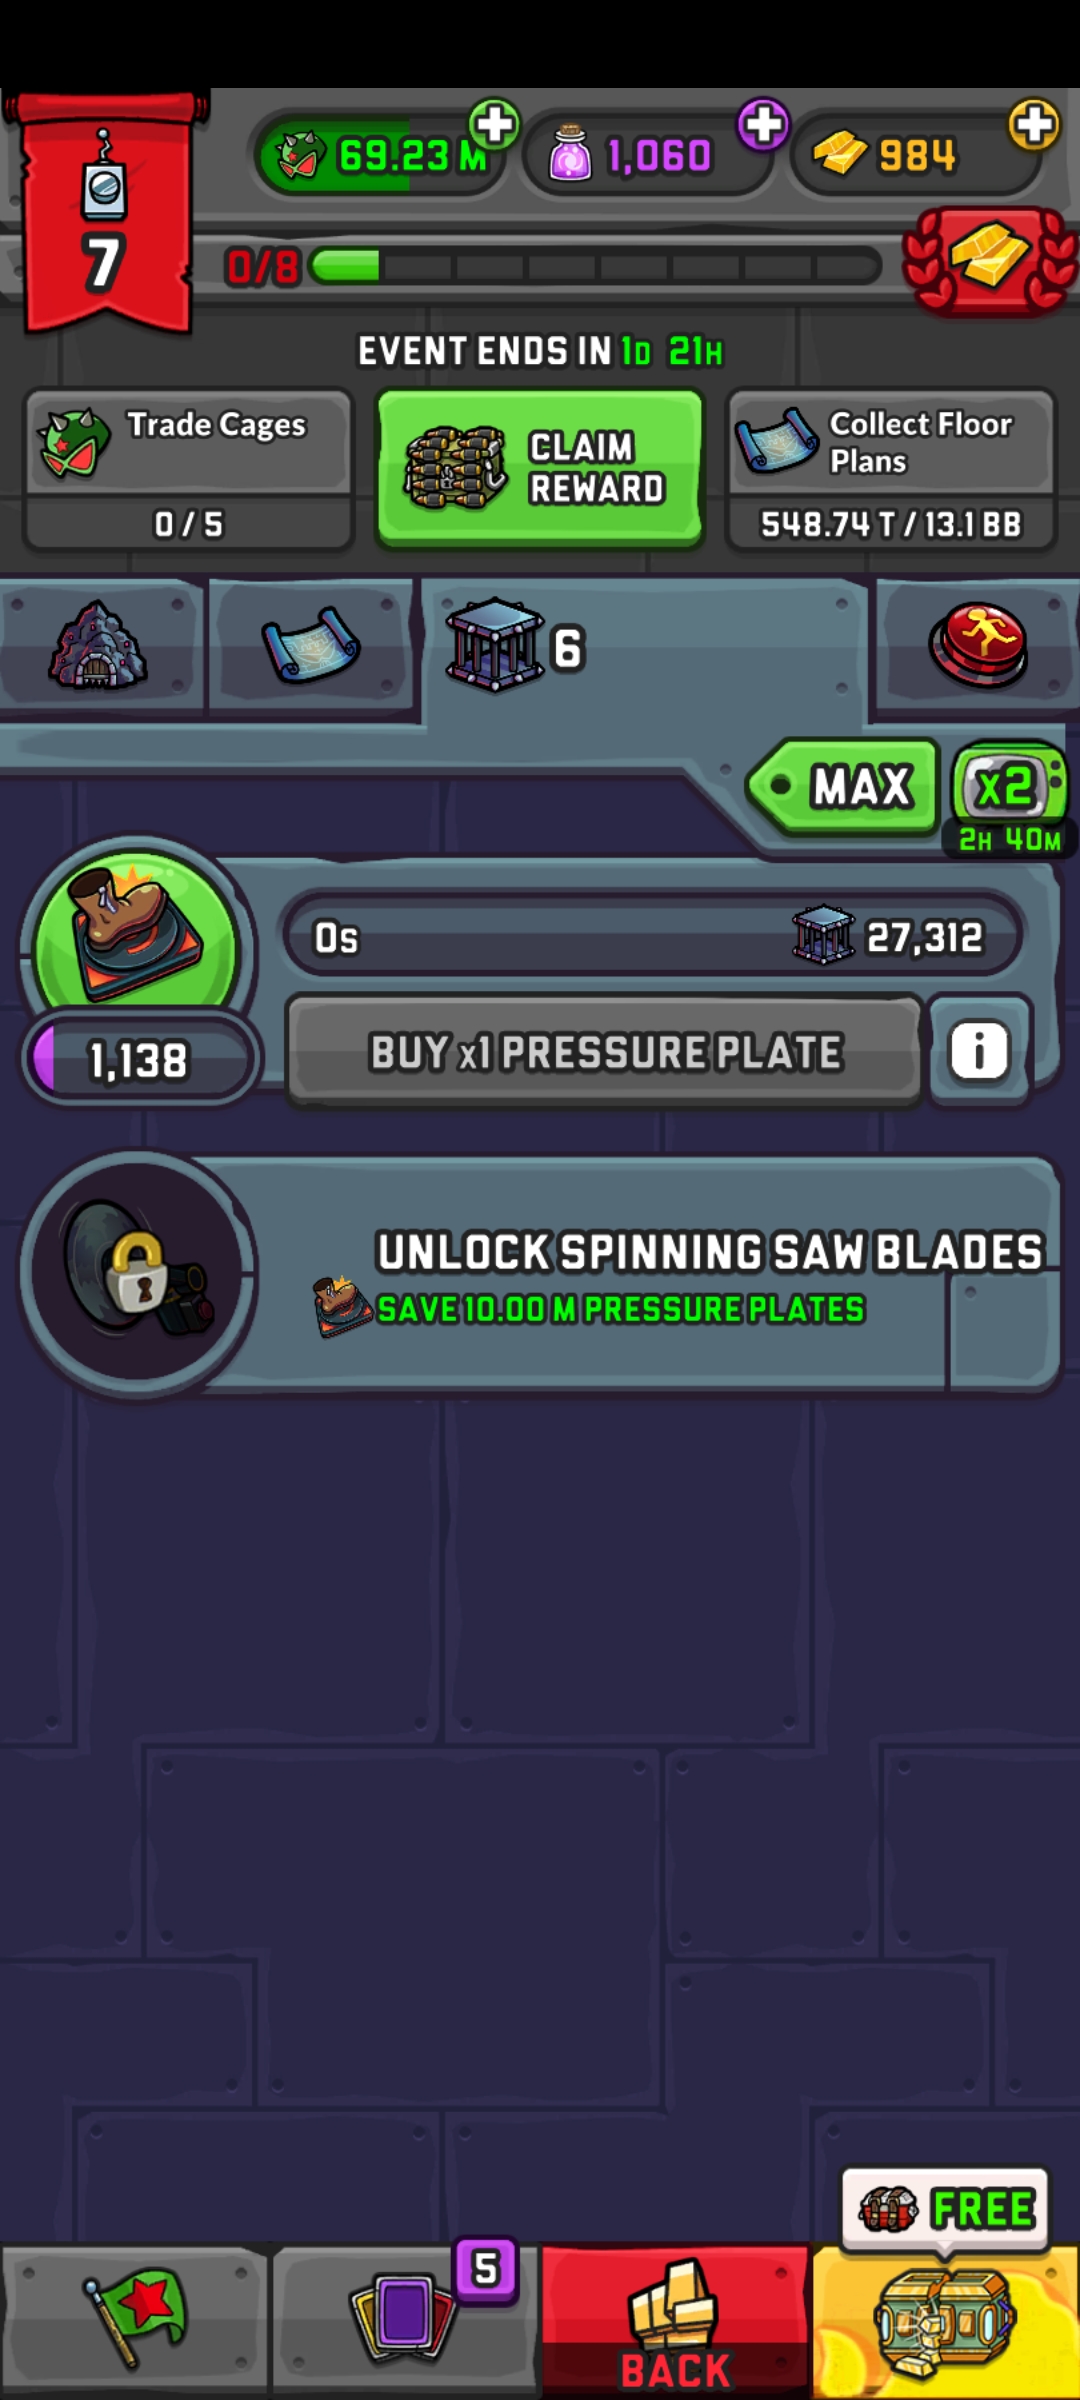 69.23 M
1,060
984
7
0/8
EVENT ENDS IN 1D 21H
Trade Cages
0 / 5
CLAIM
REWARD
Collect Floor
Plans
548.74 T / 13.1 BB
6
MAX
x2
2H 40M
0s
27,312
1,138
BUY x1 PRESSURE PLATE
i
UNLOCK SPINNING SAW BLADES
SAVE 10.00 M PRESSURE PLATES
FREE
5
BACK